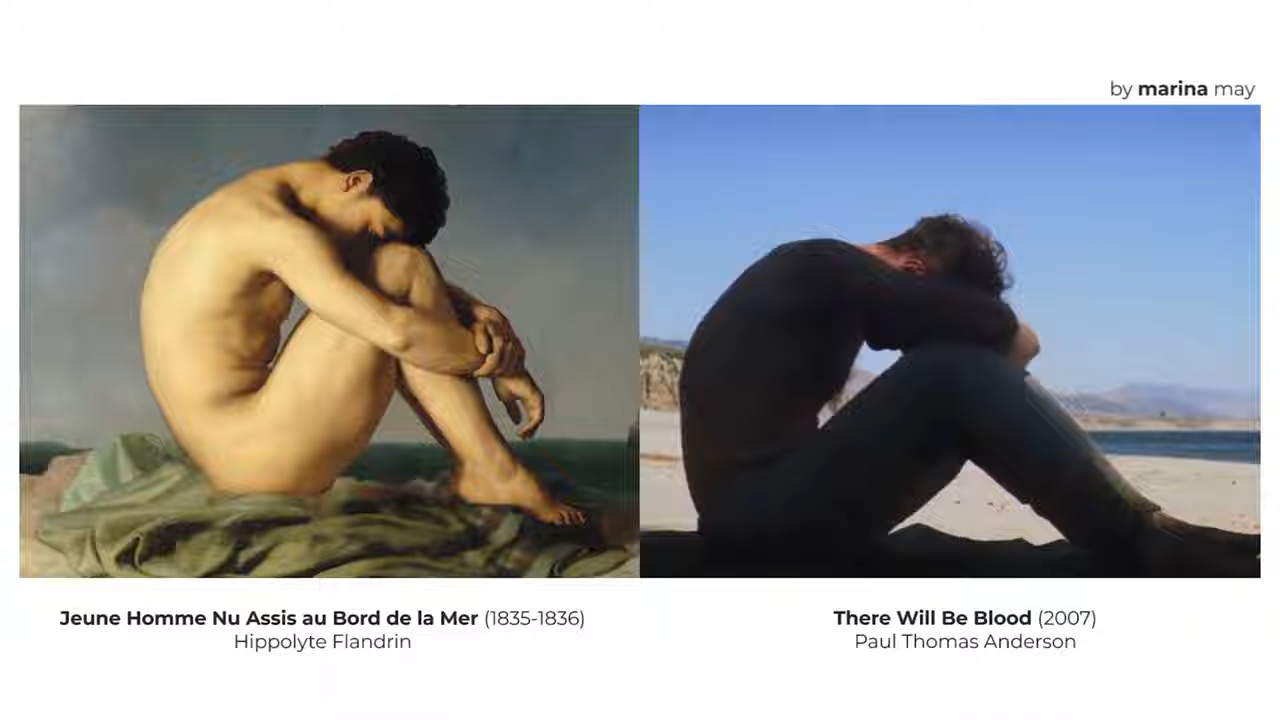 by marina may
Jeune Homme Nu Assis au Bord de la Mer (1835-1836)
Hippolyte Flandrin
There Will Be Blood (2007)
Paul Thomas Anderson